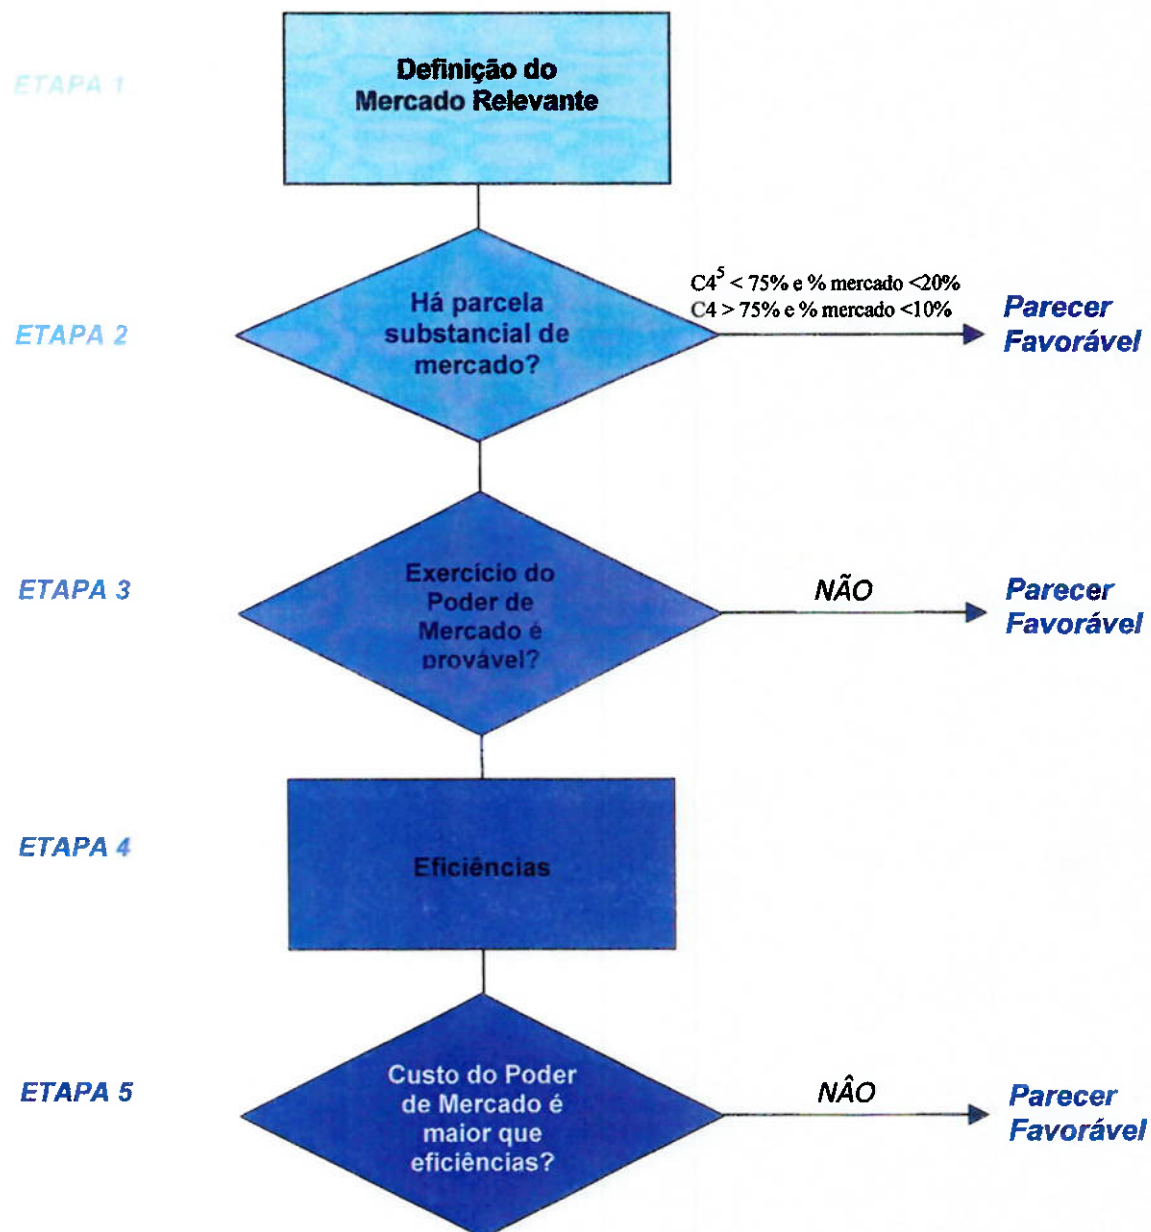 ETAPA 1
Definição do
Mercado Relevante
ETAPA 2
Há parcela
substancial de
mercado?
C4⁵ < 75% e % mercado <20%
C4 > 75% e % mercado <10%
Parecer
Favorável
ETAPA 3
Exercício do
Poder de
Mercado é
provável?
NÃO
Parecer
Favorável
ETAPA 4
Eficiências
ETAPA 5
Custo do Poder
de Mercado é
maior que
eficiências?
NÂO
Parecer
Favorável